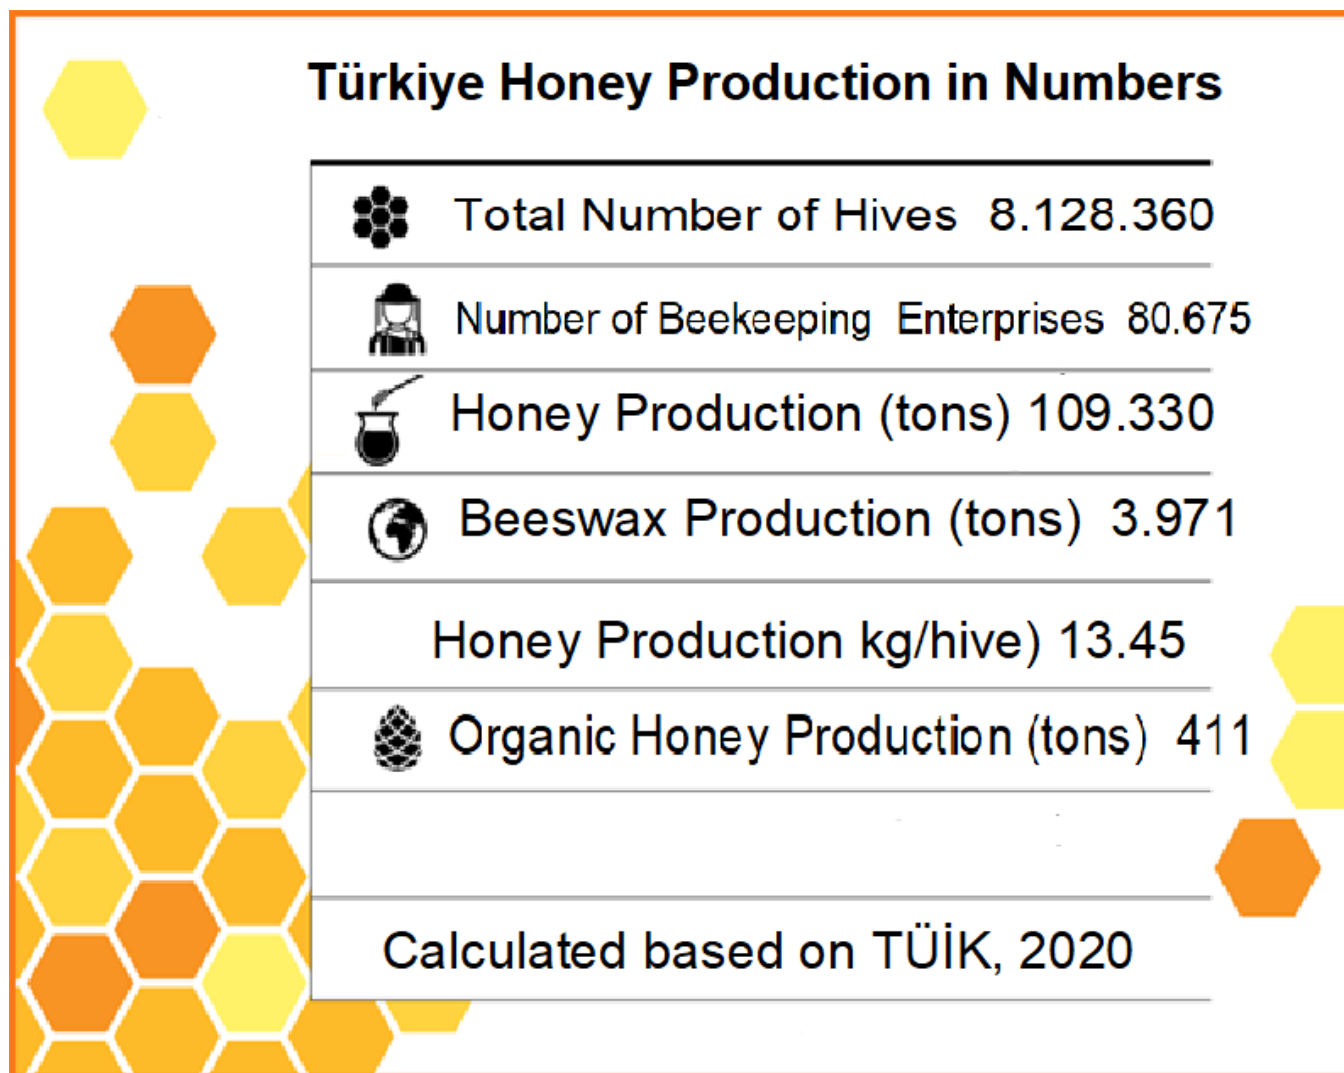 Türkiye Honey Production in Numbers
Total Number of Hives 8.128.360
Number of Beekeeping Enterprises 80.675
Honey Production (tons) 109.330
Beeswax Production (tons) 3.971
Honey Production kg/hive) 13.45
Organic Honey Production (tons) 411
Calculated based on TÜİK, 2020